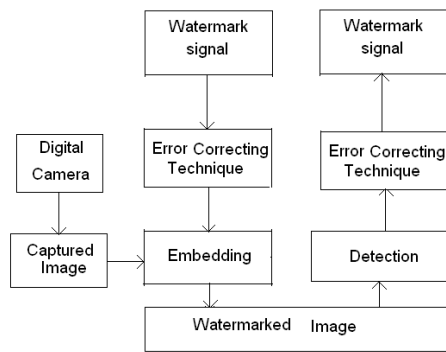 Watermark
signal
Watermark
signal
Digital
Camera
Error Correcting
Technique
Error Correcting
Technique
Captured
Image
Embedding
Detection
Watermarked Image